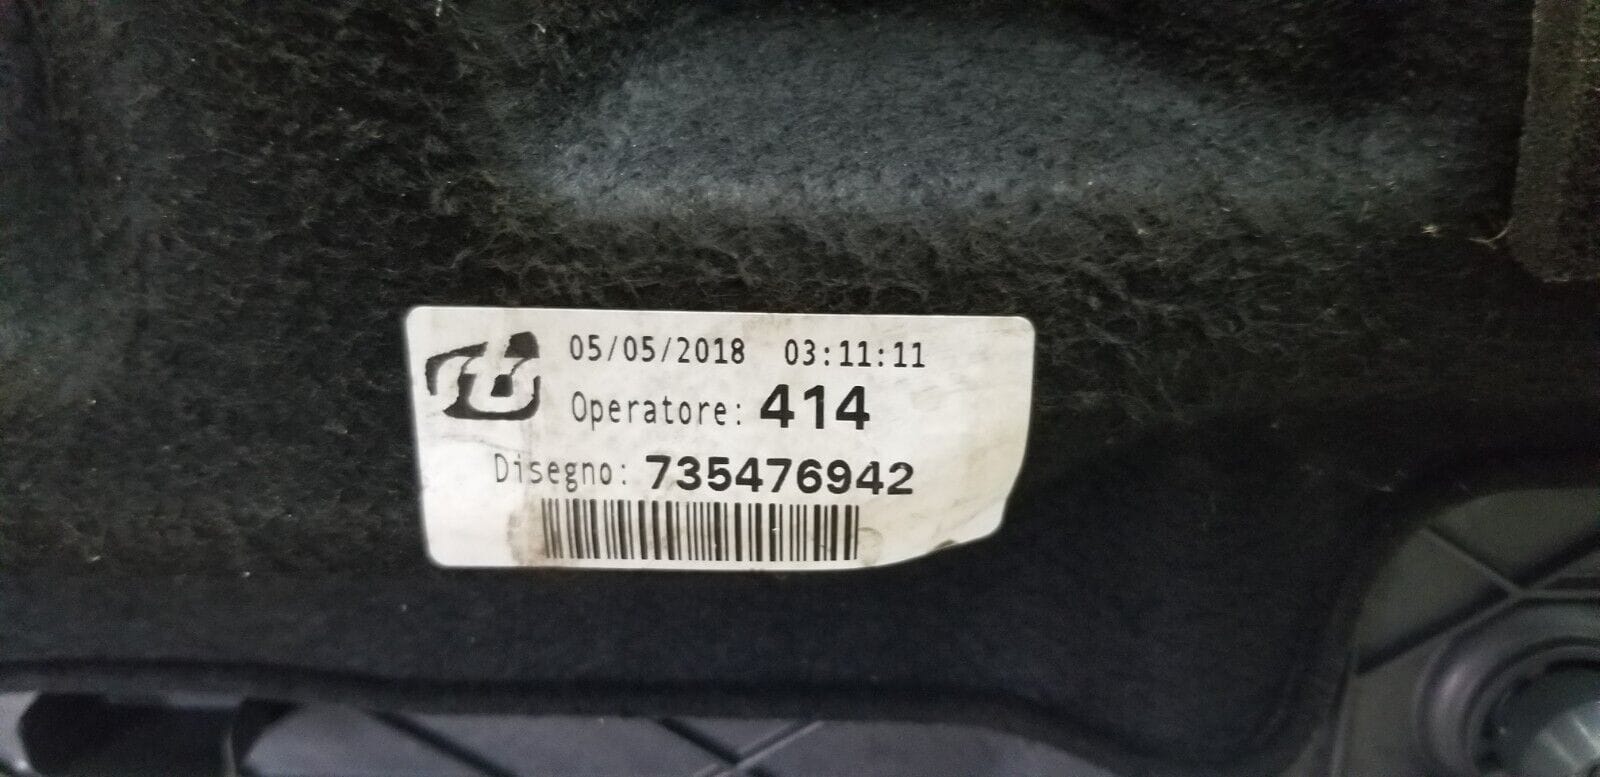 05/05/2018 03:11:11
Operatore: 414
Disegno: 735476942